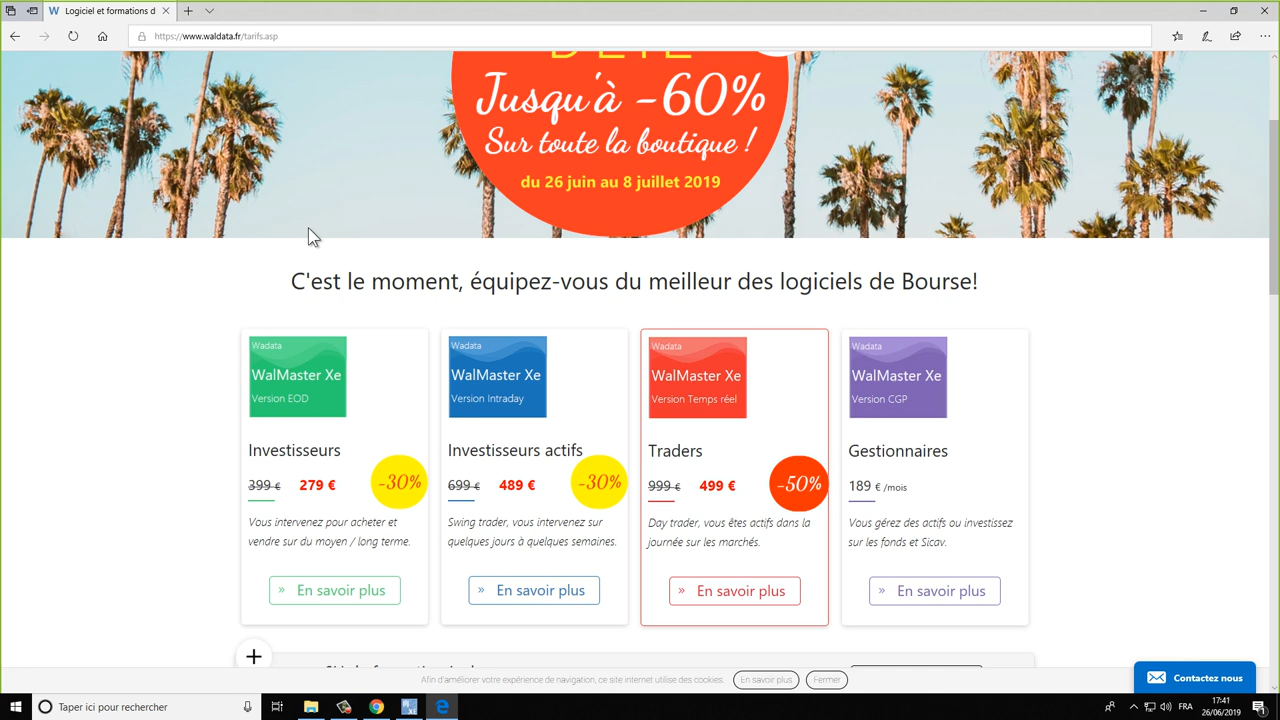 Logiciel et formations d
https://www.waldata.fr/tarifs.asp
Jusqu'à -60%
Sur toute la boutique !
du 26 juin au 8 juillet 2019
C'est le moment, équipez-vous du meilleur des logiciels de Bourse!
Wadata
WalMaster Xe
Version EOD
Investisseurs
399 € 279 €
-30%
Vous intervenez pour acheter et
vendre sur du moyen / long terme.
» En savoir plus
Wadata
WalMaster Xe
Version Intraday
Investisseurs actifs
699 € 489 €
-30%
Swing trader, vous intervenez sur
quelques jours à quelques semaines.
» En savoir plus
Wadata
WalMaster Xe
Version Temps réel
Traders
999 € 499 €
-50%
Day trader, vous êtes actifs dans la
journée sur les marchés.
» En savoir plus
Wadata
WalMaster Xe
Version CGP
Gestionnaires
189 € /mois
Vous gérez des actifs ou investissez
sur les fonds et Sicav.
» En savoir plus
Afin d'améliorer votre expérience de navigation, ce site internet utilise des cookies. En savoir plus Fermer
Contactez nous
Taper ici pour rechercher
FRA
17:41
26/06/2019